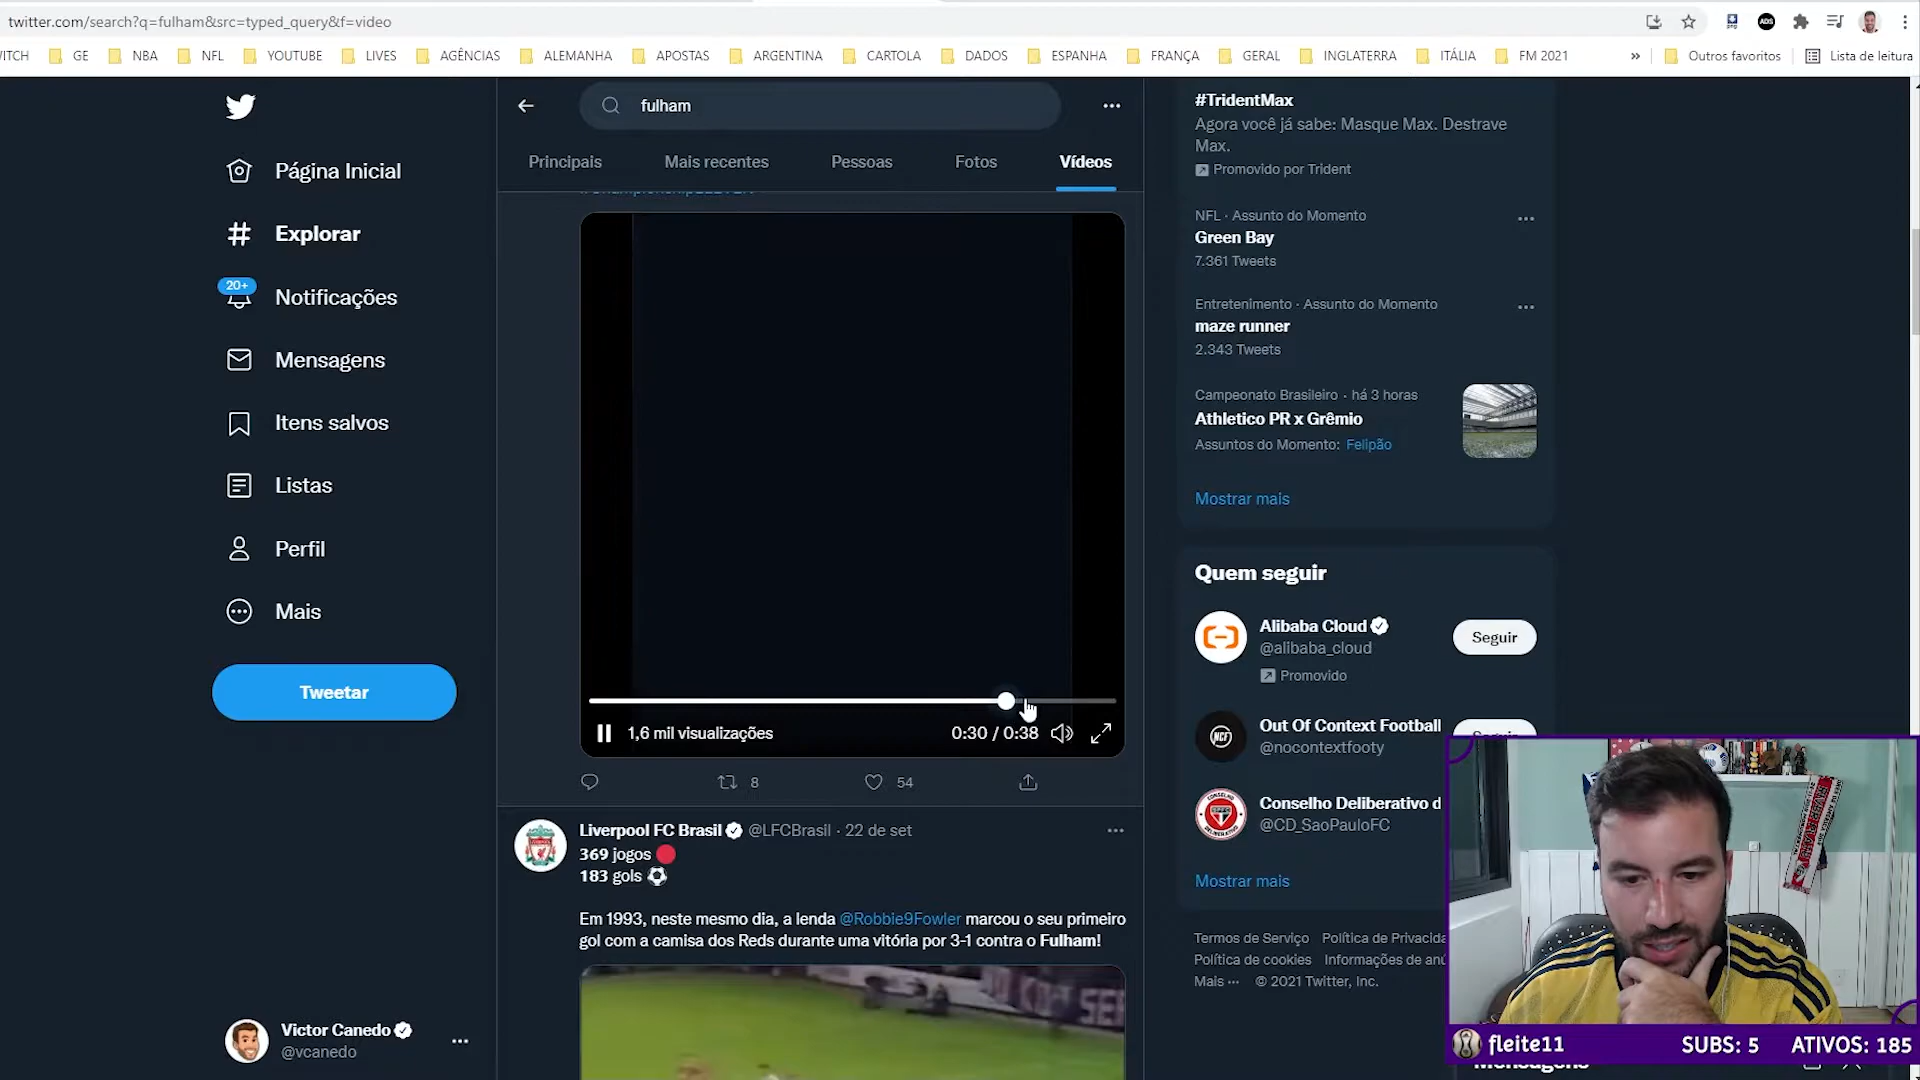 twitter.com/search?q=fulham&src=typed_query&f=video
ITCH
GE
NBA
NFL
YOUTUBE
LIVES
AGÊNCIAS
ALEMANHA
APOSTAS
ARGENTINA
CARTOLA
DADOS
ESPANHA
FRANÇA
GERAL
INGLATERRA
ITÁLIA
FM 2021
»
Outros favoritos
Lista de leitura
Página Inicial
Explorar
20+
Notificações
Mensagens
Itens salvos
Listas
Perfil
Mais
Tweetar
Victor Canedo
@vcanedo
fulham
Principais
Mais recentes
Pessoas
Fotos
Vídeos
1,6 mil visualizações
0:30 / 0:38
8
54
Liverpool FC Brasil @LFCBrasil · 22 de set
369 jogos
183 gols
Em 1993, neste mesmo dia, a lenda @Robbie9Fowler marcou o seu primeiro
gol com a camisa dos Reds durante uma vitória por 3-1 contra o Fulham!
#TridentMax
Agora você já sabe: Masque Max. Destrave
Max.
Promovido por Trident
NFL · Assunto do Momento
Green Bay
7.361 Tweets
Entretenimento · Assunto do Momento
maze runner
2.343 Tweets
Campeonato Brasileiro · há 3 horas
Athletico PR x Grêmio
Assuntos do Momento: Felipão
Mostrar mais
Quem seguir
Alibaba Cloud
@alibaba_cloud
Promovido
Seguir
Out Of Context Football
@nocontextfooty
Seguir
Conselho Deliberativo d
@CD_SaoPauloFC
Mostrar mais
Termos de Serviço Política de Privacida
Política de cookies Informações de anú
Mais ··· © 2021 Twitter, Inc.
fleite11
SUBS: 5
ATIVOS: 185
Mensagens